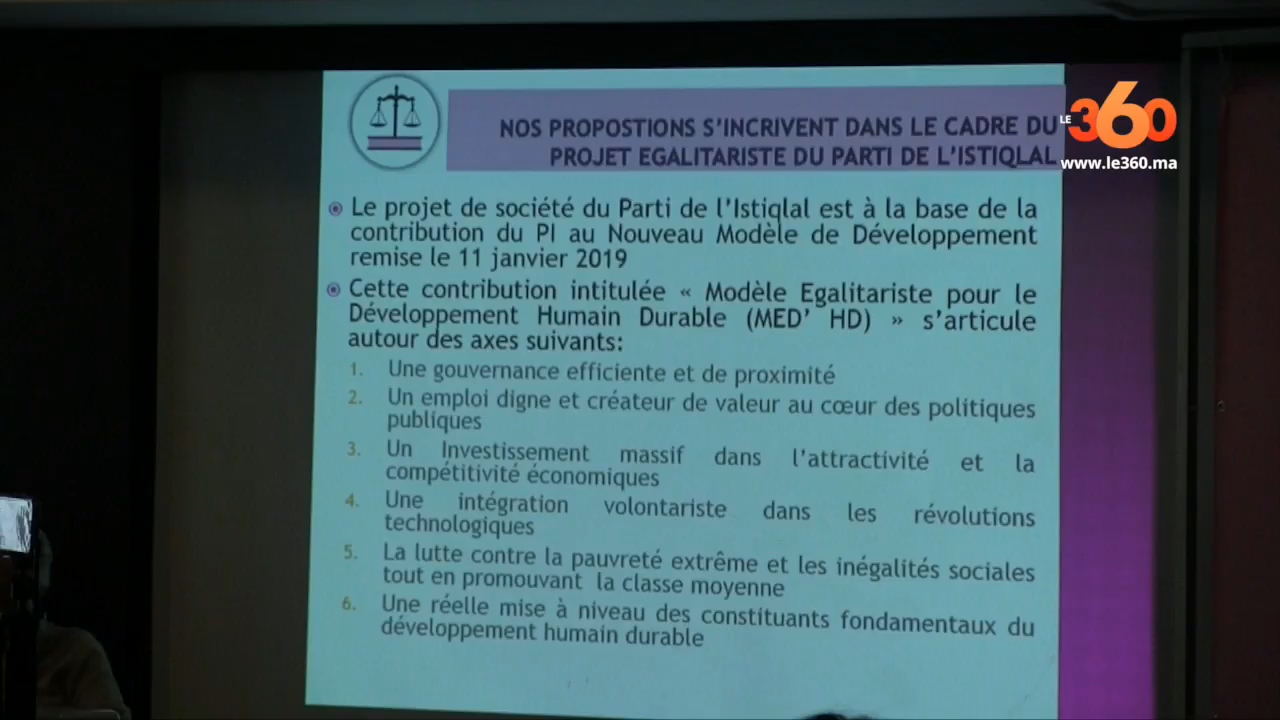 NOS PROPOSTIONS S'INCRIVENT DANS LE CADRE DU
PROJET EGALITARISTE DU PARTI DE L'ISTIQLAL
LE 360
www.le360.ma
Le projet de société du Parti de l'Istiqlal est à la base de la
contribution du PI au Nouveau Modèle de Développement
remise le 11 janvier 2019
Cette contribution intitulée « Modèle Egalitariste pour le
Développement Humain Durable (MED' HD) » s'articule
autour des axes suivants:
1. Une gouvernance efficiente et de proximité
2. Un emploi digne et créateur de valeur au cœur des politiques
publiques
3. Un Investissement massif dans l'attractivité et la
compétitivité économiques
4. Une intégration volontariste dans les révolutions
technologiques
5. La lutte contre la pauvreté extrême et les inégalités sociales
tout en promouvant la classe moyenne
6. Une réelle mise à niveau des constituants fondamentaux du
développement humain durable